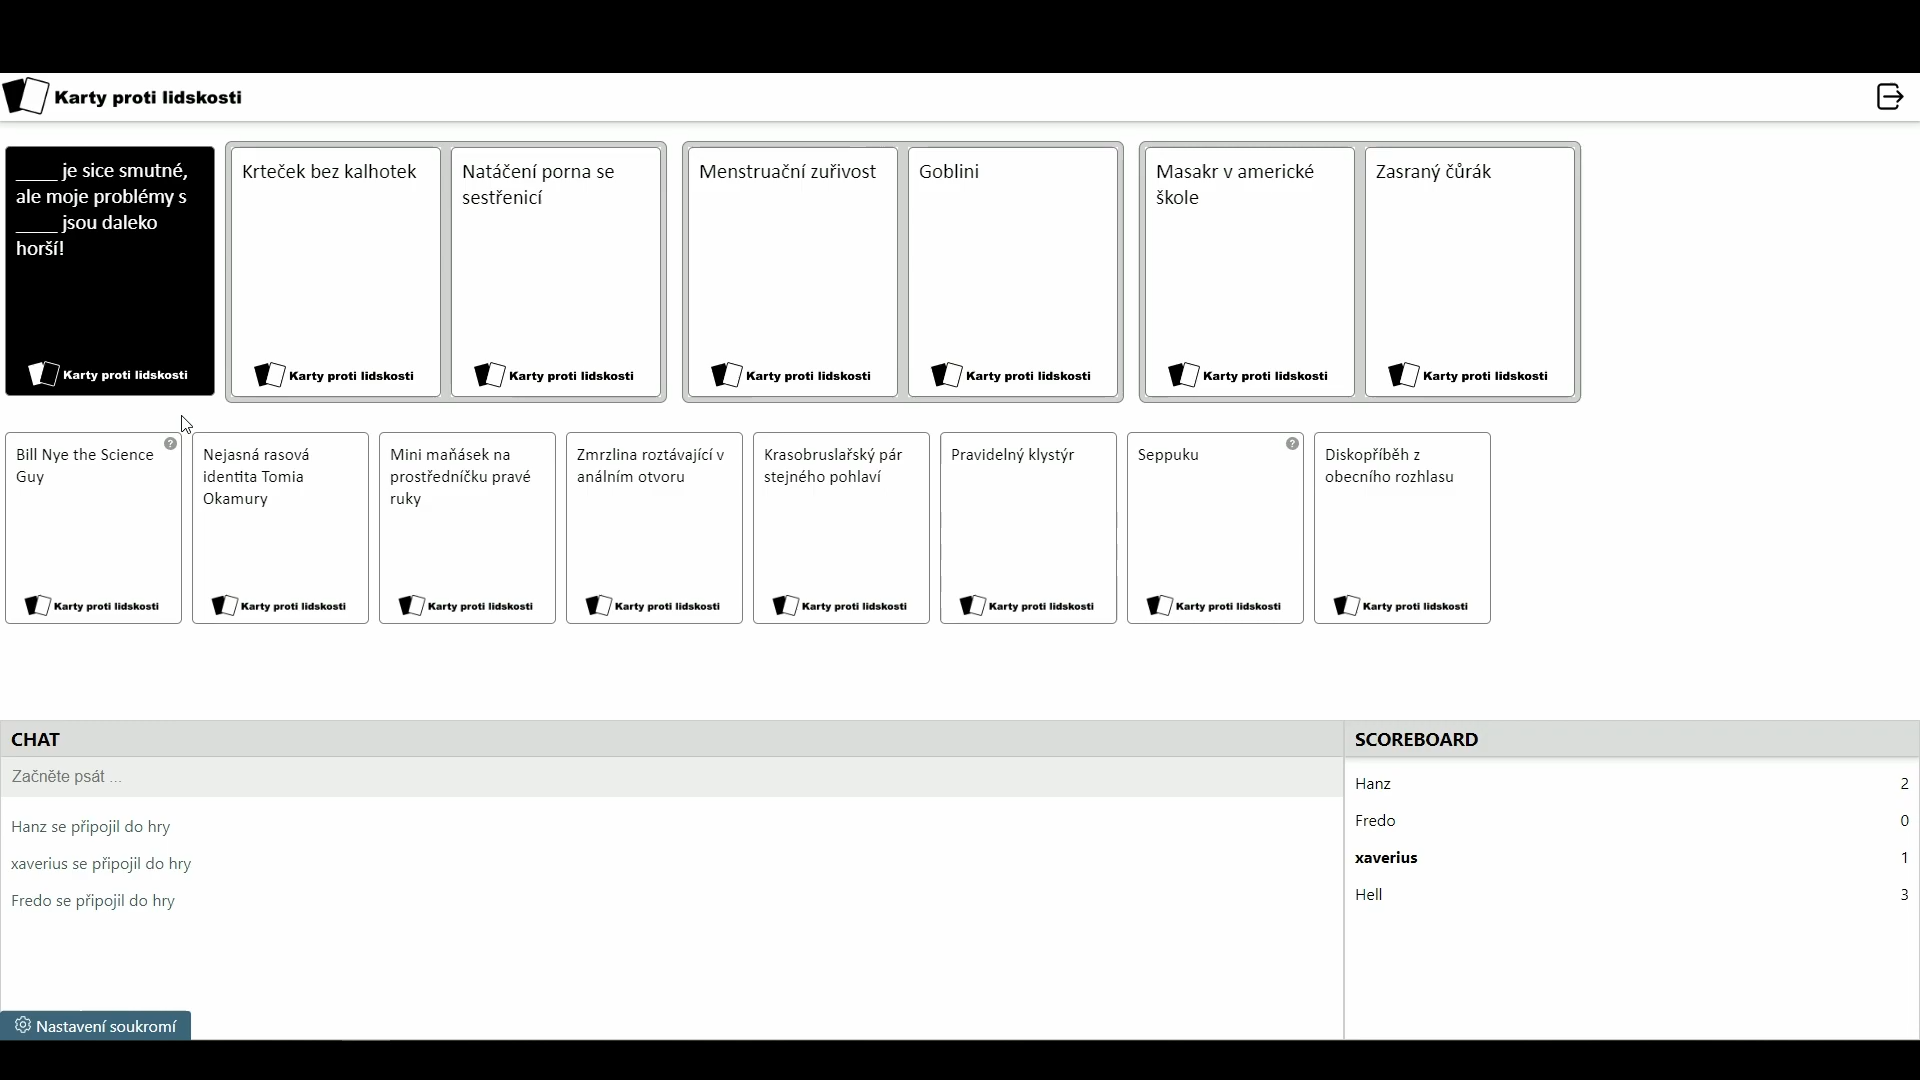 Karty proti lidskosti
____ je sice smutné,
ale moje problémy s
____ jsou daleko
horší!
Karty proti lidskosti
Krteček bez kalhotek
Karty proti lidskosti
Natáčení porna se
sestřenicí
Karty proti lidskosti
Menstruační zuřivost
Karty proti lidskosti
Goblini
Karty proti lidskosti
Masakr v americké
škole
Karty proti lidskosti
Zasraný čůrák
Karty proti lidskosti
Bill Nye the Science
Guy
?
Karty proti lidskosti
Nejasná rasová
identita Tomia
Okamury
Karty proti lidskosti
Mini maňásek na
prostředníčku pravé
ruky
Karty proti lidskosti
Zmrzlina roztávající v
análním otvoru
Karty proti lidskosti
Krasobruslařský pár
stejného pohlaví
Karty proti lidskosti
Pravidelný klystýr
Karty proti lidskosti
Seppuku
?
Karty proti lidskosti
Diskopříběh z
obecního rozhlasu
Karty proti lidskosti
CHAT
Začněte psát ...
Hanz se připojil do hry
xaverius se připojil do hry
Fredo se připojil do hry
Nastavení soukromí
SCOREBOARD
Hanz 2
Fredo 0
xaverius 1
Hell 3